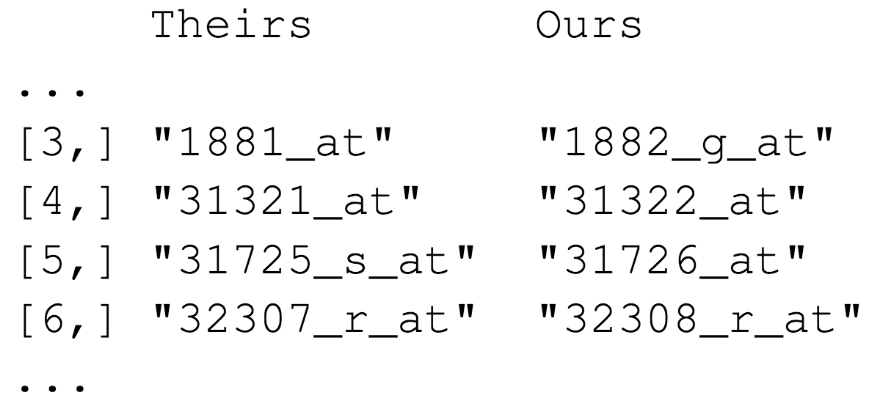 Theirs Ours
...
[3,] "1881_at" "1882_g_at"
[4,] "31321_at" "31322_at"
[5,] "31725_s_at" "31726_at"
[6,] "32307_r_at" "32308_r_at"
...